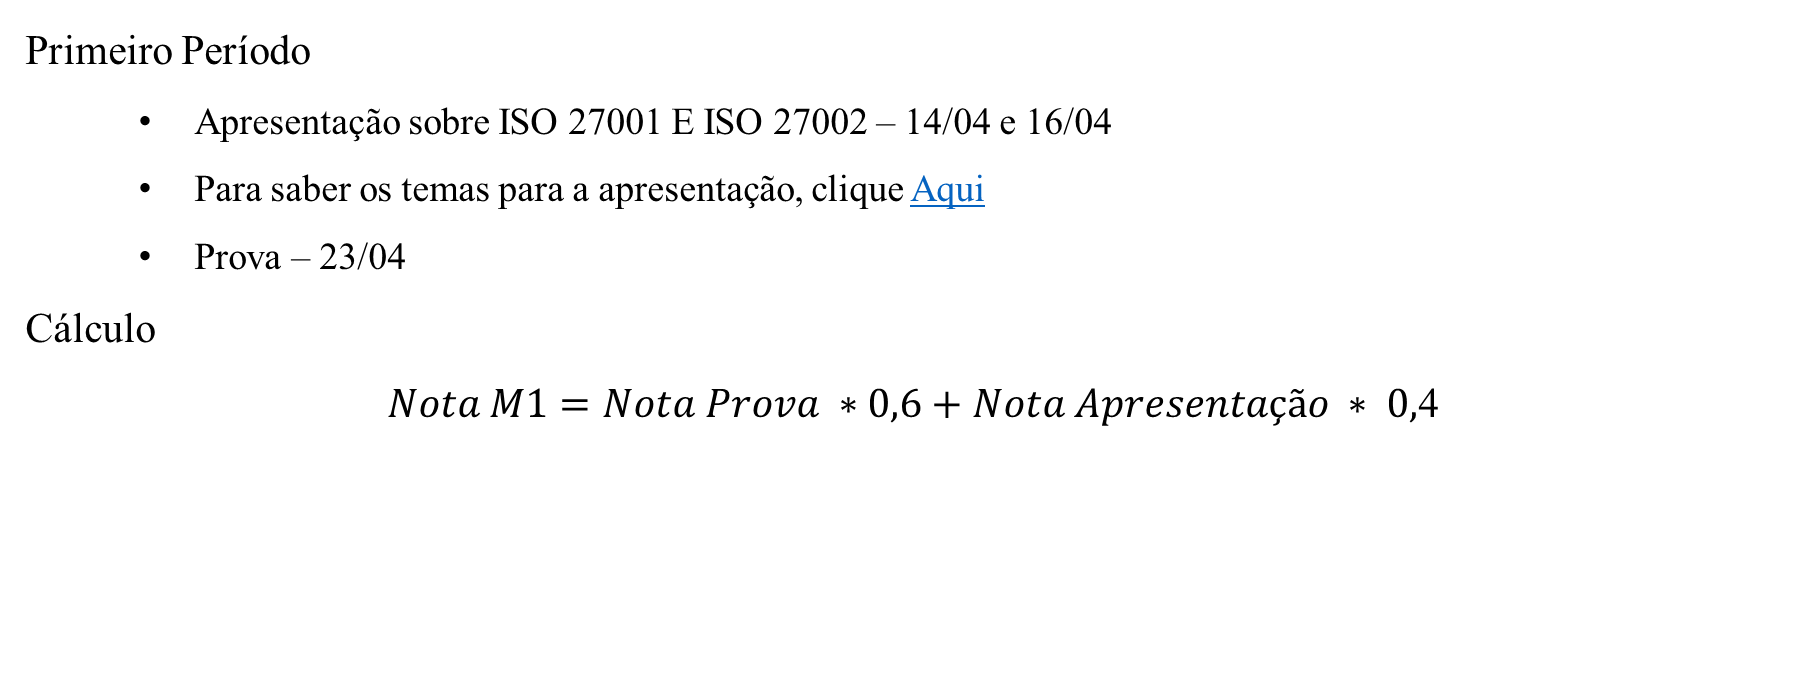 Primeiro Período
• Apresentação sobre ISO 27001 E ISO 27002 – 14/04 e 16/04
• Para saber os temas para a apresentação, clique Aqui
• Prova – 23/04
Cálculo
Nota M1 = Nota Prova ∗ 0,6 + Nota Apresentação ∗ 0,4